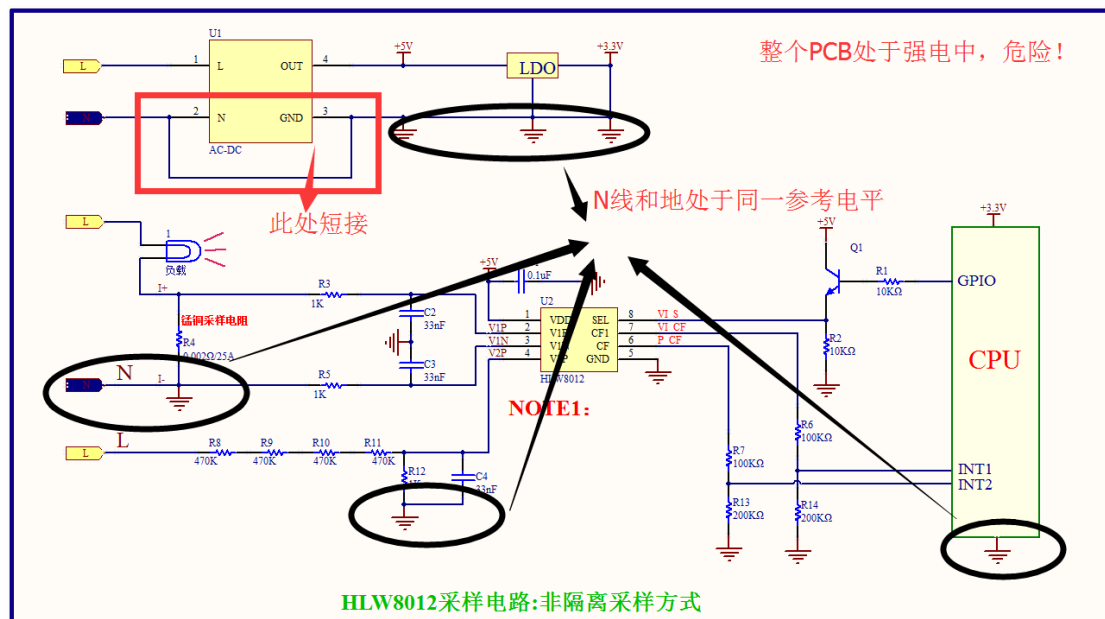 整个PCB处于强电中，危险！
U1
L
1
L
OUT
4
+5V
LDO
+3.3V
N
2
N
GND
3
AC-DC
此处短接
N线和地处于同一参考电平
L
1
负载
I+
锰铜采样电阻
R4
0.002Ω/25A
R3
1K
C2
33nF
C3
33nF
N
N
I-
R5
1K
+5V
0.1uF
U2
1
VDD
SEL
8
VI_S
V1P
2
CF1
7
VI_CF
V1N
3
CF
6
P_CF
V2P
4
GND
5
HLW8012
NOTE1：
+5V
Q1
R1
10KΩ
R2
10KΩ
+3.3V
GPIO
CPU
INT1
INT2
L
L
R8
470K
R9
470K
R10
470K
R11
470K
R12
1K
C4
33nF
R6
100KΩ
R7
100KΩ
R13
200KΩ
R14
200KΩ
HLW8012采样电路:非隔离采样方式